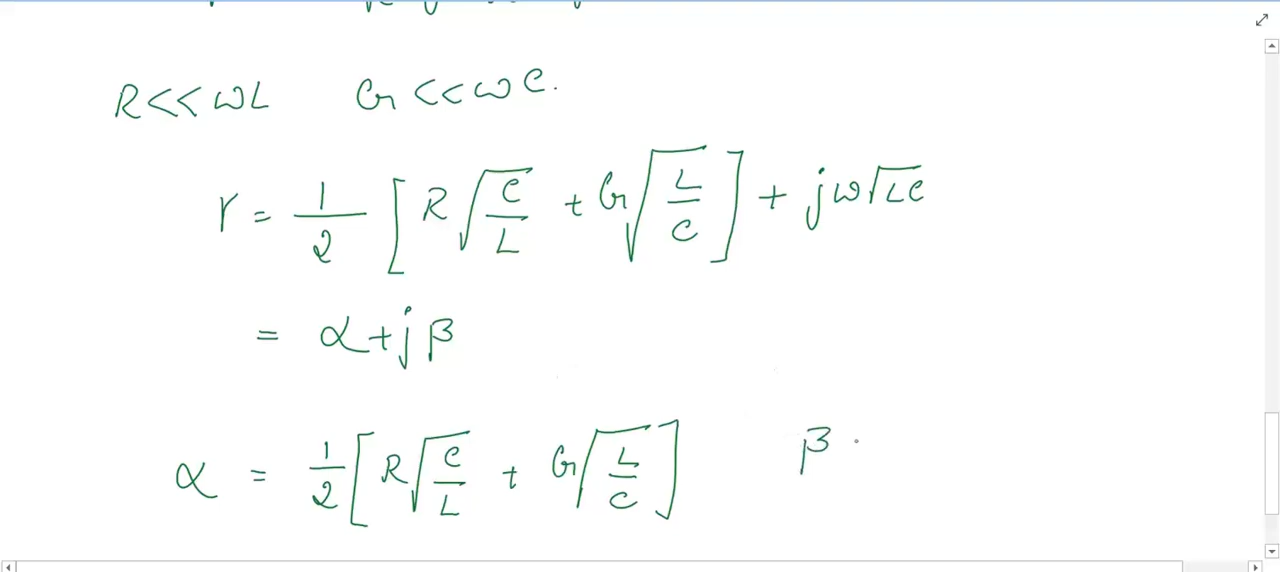 R<<ωL G<<ωC.
γ = 1/2 [R√(C/L) + G√(L/C)] + jω√LC
= α+jβ
α = 1/2 [R√(C/L) + G√(L/C)] β